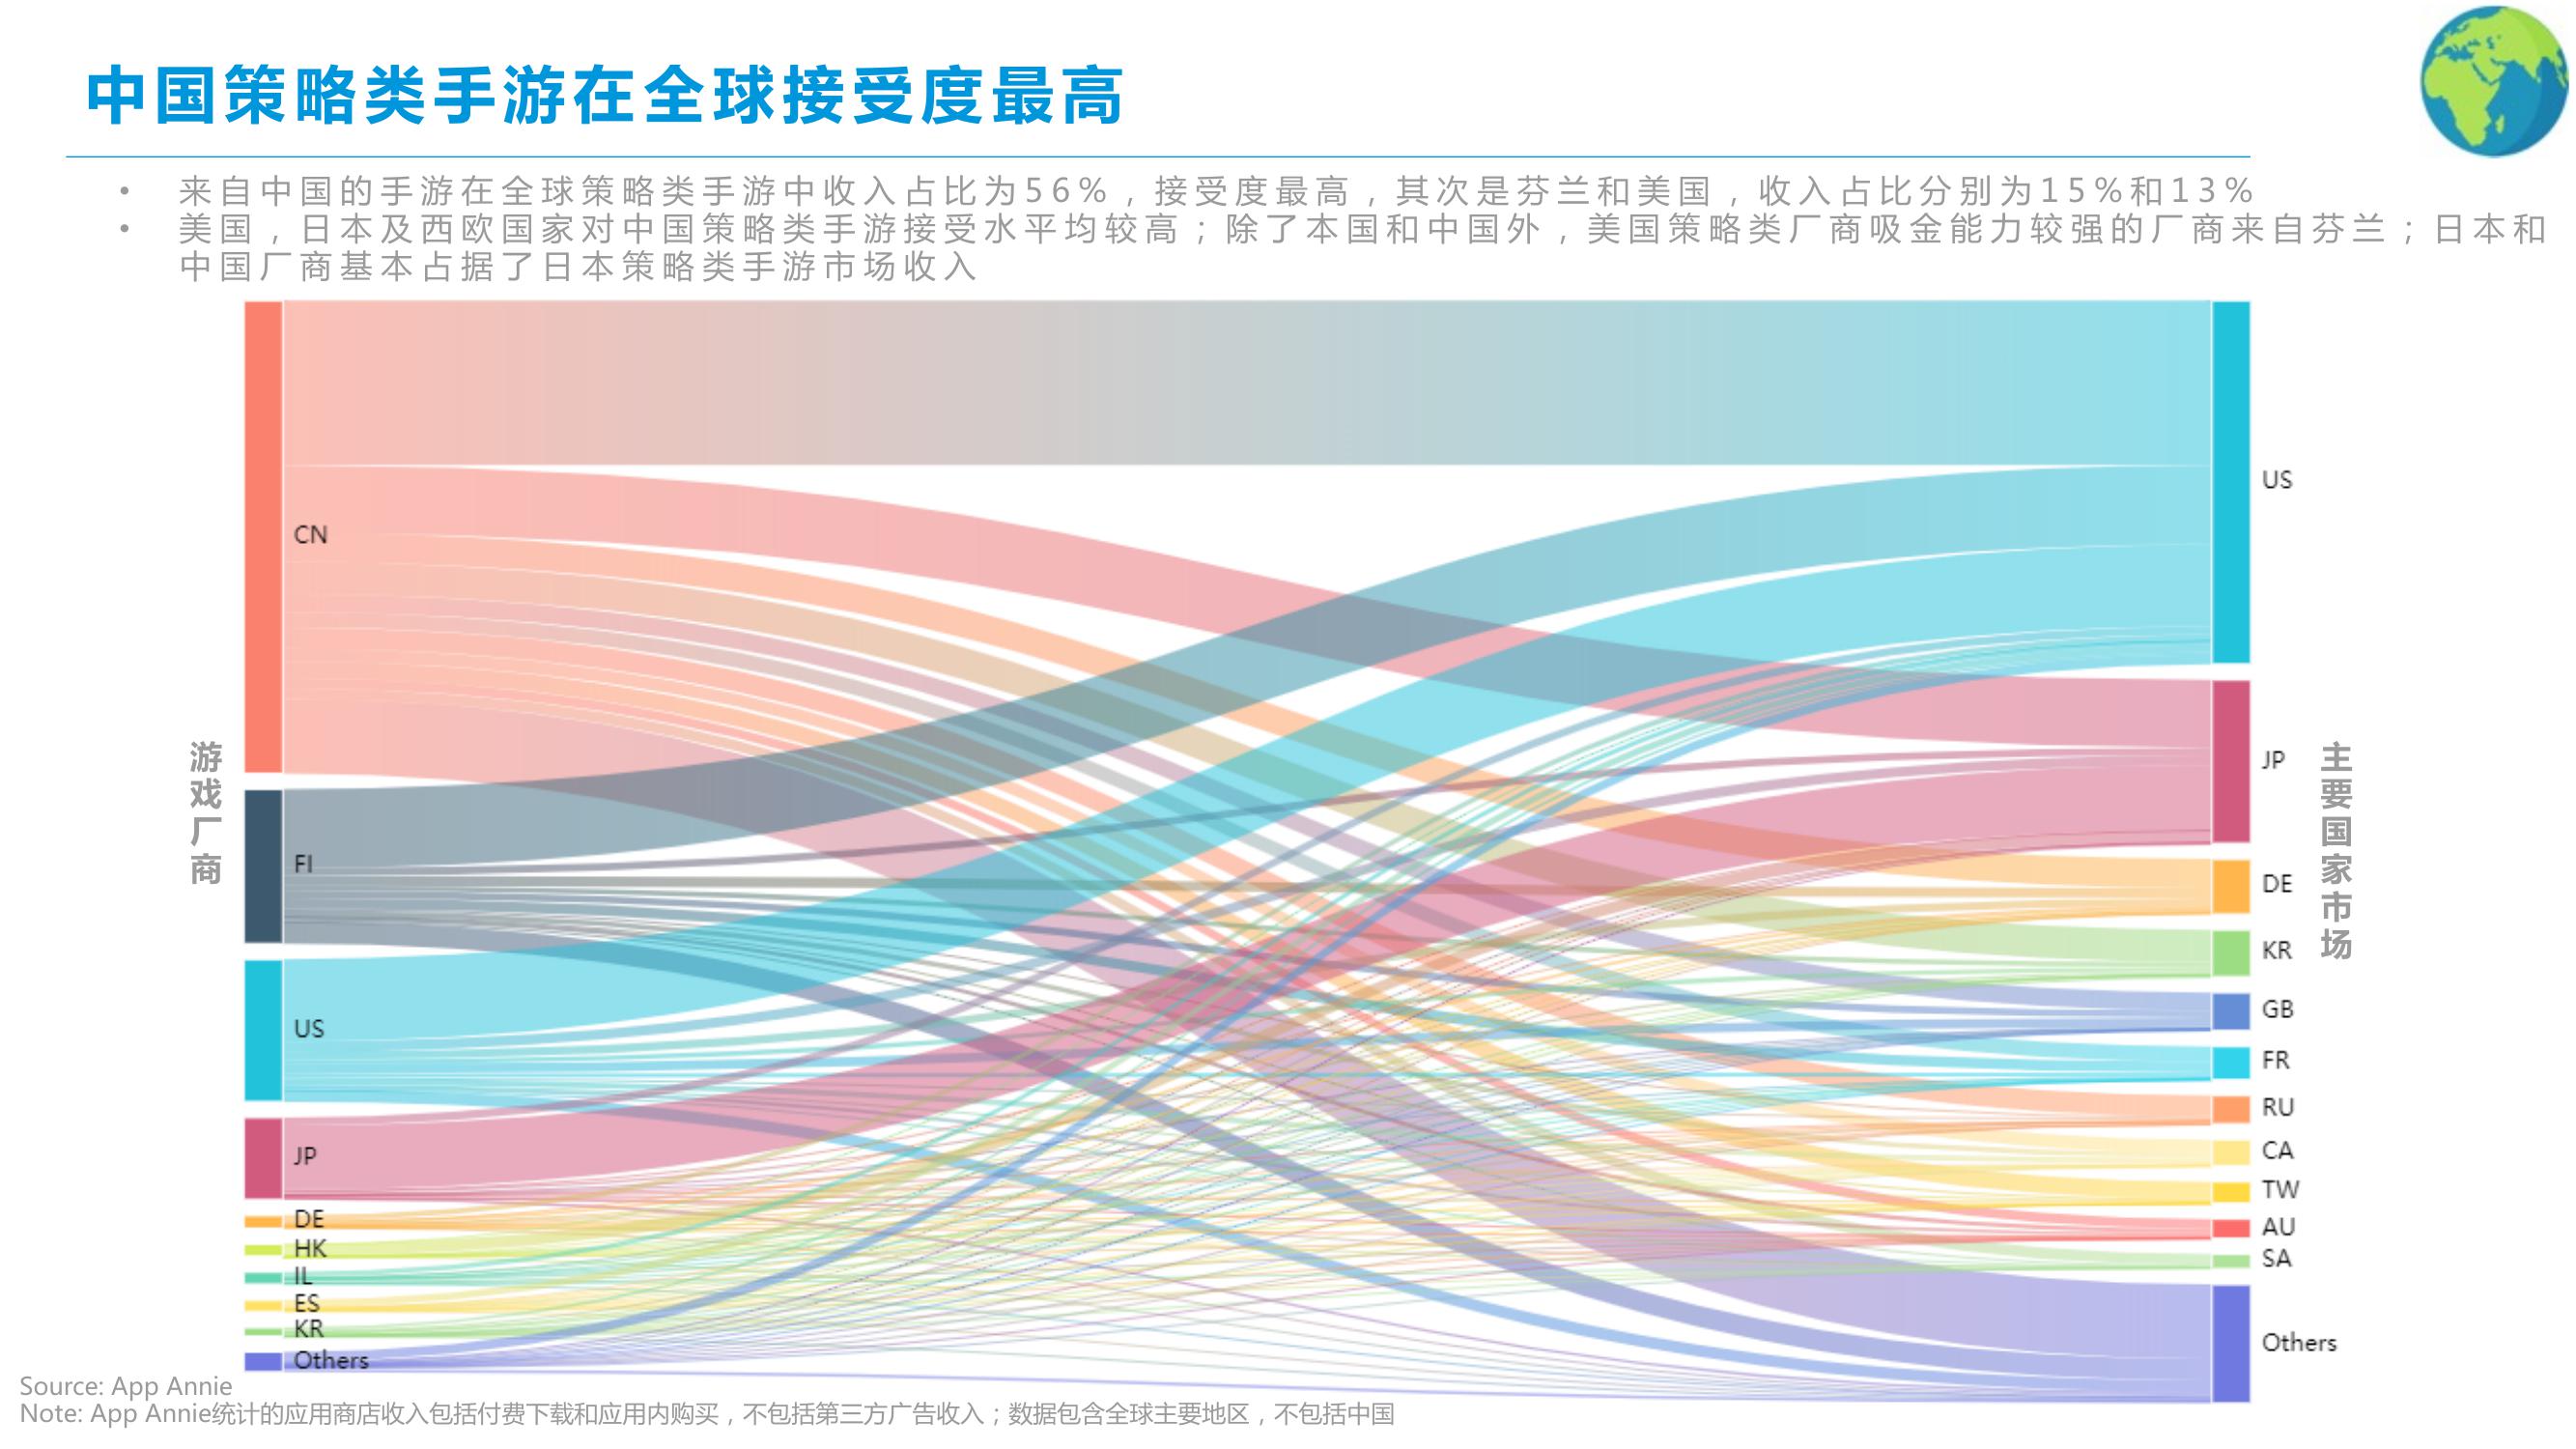 中国策略类手游在全球接受度最高
• 来自中国的手游在全球策略类手游中收入占比为56%，接受度最高，其次是芬兰和美国，收入占比分别为15%和13%
• 美国，日本及西欧国家对中国策略类手游接受水平均较高；除了本国和中国外，美国策略类厂商吸金能力较强的厂商来自芬兰；日本和
中国厂商基本占据了日本策略类手游市场收入
游戏厂商
CN
FI
US
JP
DE
HK
IL
ES
KR
Others
US
JP
DE
KR
GB
FR
RU
CA
TW
AU
SA
Others
主要国家市场
Source: App Annie
Note: App Annie统计的应用商店收入包括付费下载和应用内购买，不包括第三方广告收入；数据包含全球主要地区，不包括中国